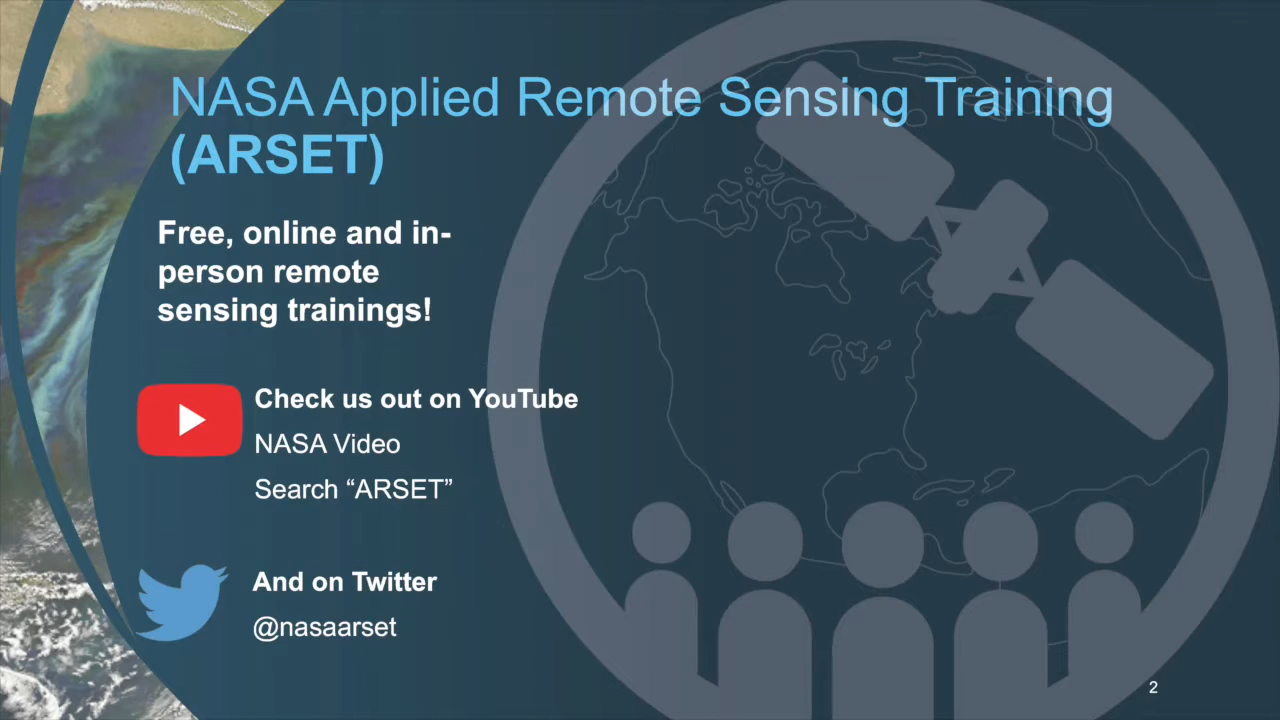 NASA Applied Remote Sensing Training
(ARSET)
Free, online and in-
person remote
sensing trainings!
Check us out on YouTube
NASA Video
Search “ARSET”
And on Twitter
@nasaarset
2